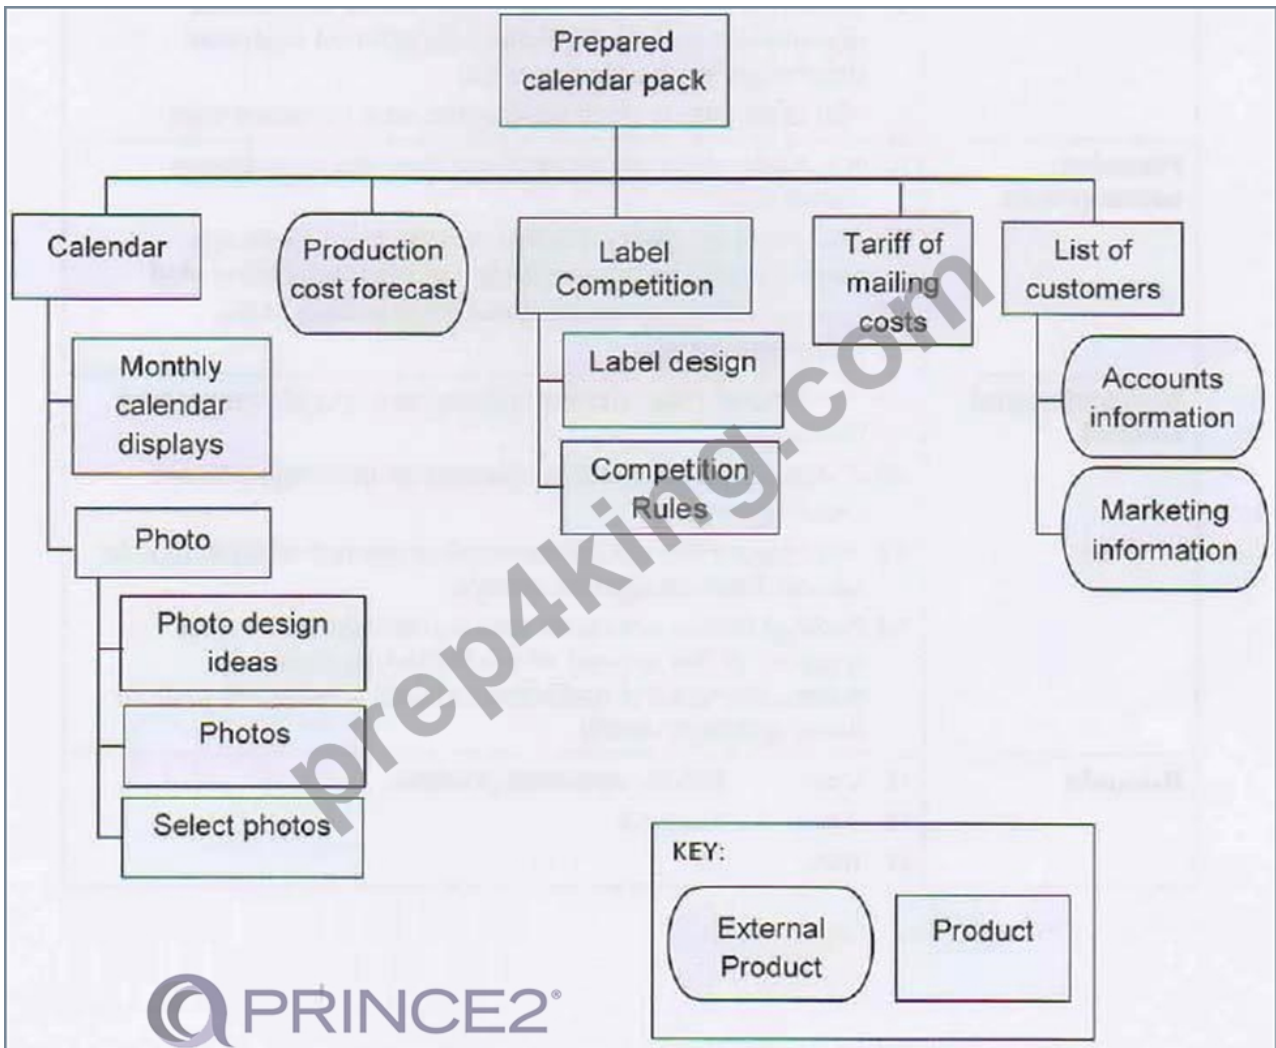 Prepared
calendar pack
Calendar
Production
cost forecast
Label
Competition
Tariff of
mailing
costs
List of
customers
Monthly
calendar
displays
Photo
Photo design
ideas
Photos
Select photos
Label design
Competition
Rules
Accounts
information
Marketing
information
KEY:
External
Product
Product
prep4king.com
PRINCE2®